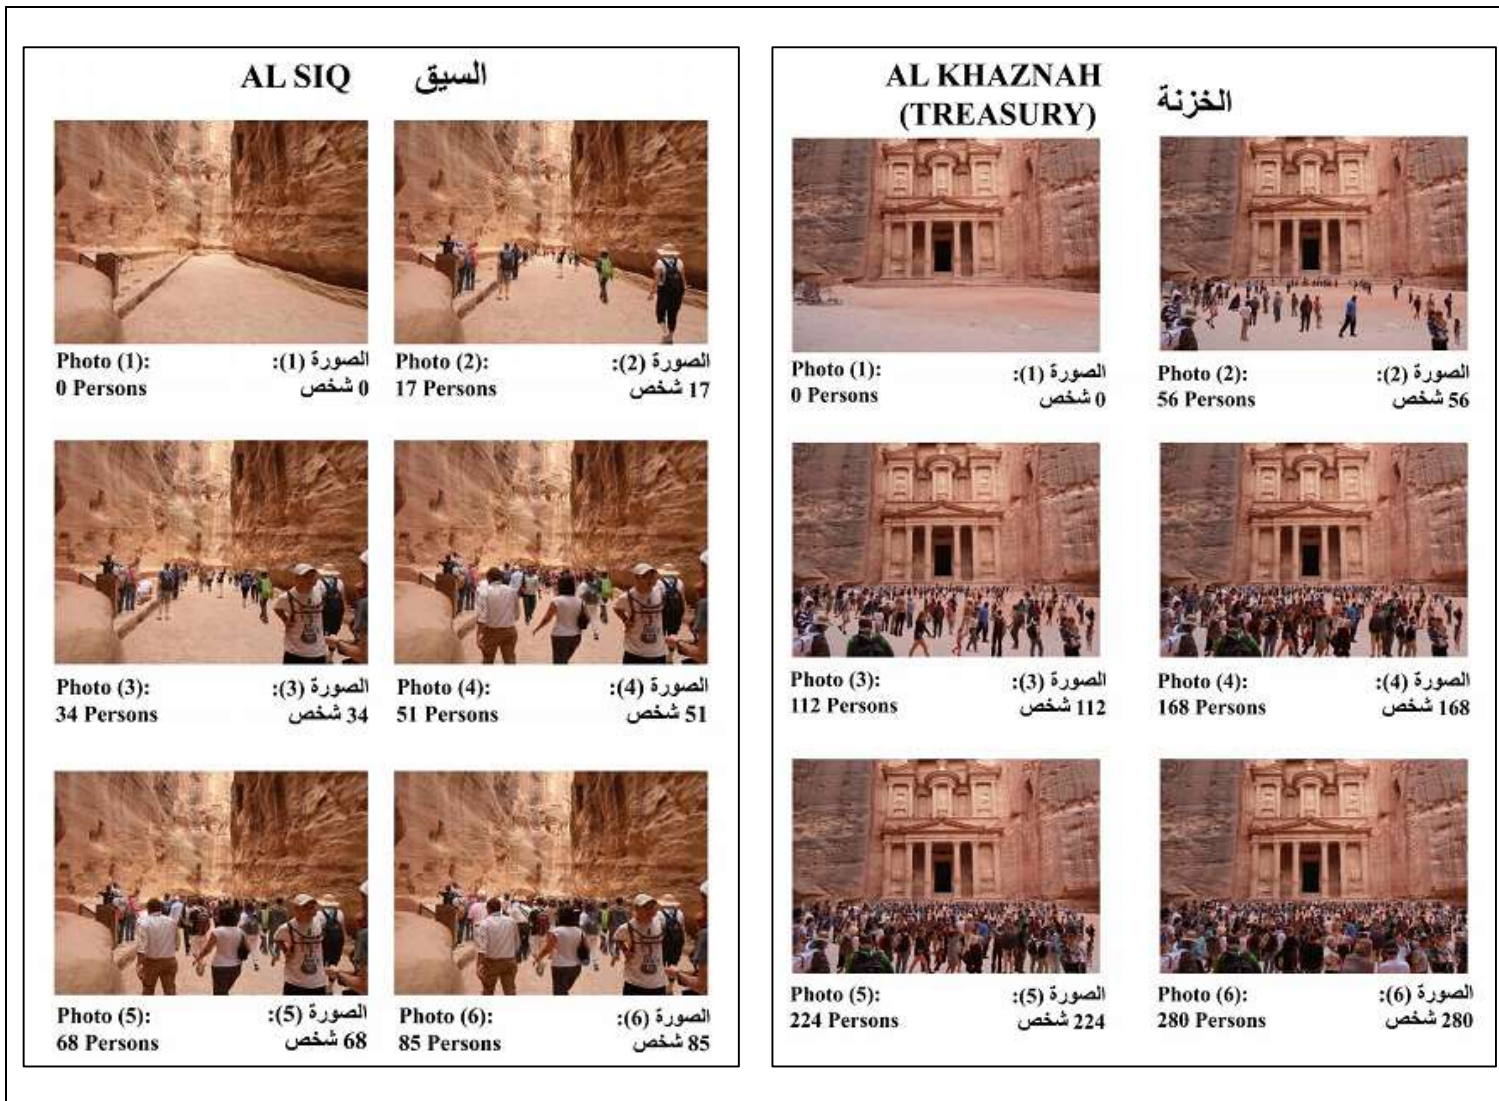 AL SIQ السيق
Photo (1): الصورة (1):
0 Persons 0 شخص
Photo (2): الصورة (2):
17 Persons 17 شخص
Photo (3): الصورة (3):
34 Persons 34 شخص
Photo (4): الصورة (4):
51 Persons 51 شخص
Photo (5): الصورة (5):
68 Persons 68 شخص
Photo (6): الصورة (6):
85 Persons 85 شخص
AL KHAZNAH
(TREASURY) الخزنة
Photo (1): الصورة (1):
0 Persons 0 شخص
Photo (2): الصورة (2):
56 Persons 56 شخص
Photo (3): الصورة (3):
112 Persons 112 شخص
Photo (4): الصورة (4):
168 Persons 168 شخص
Photo (5): الصورة (5):
224 Persons 224 شخص
Photo (6): الصورة (6):
280 Persons 280 شخص